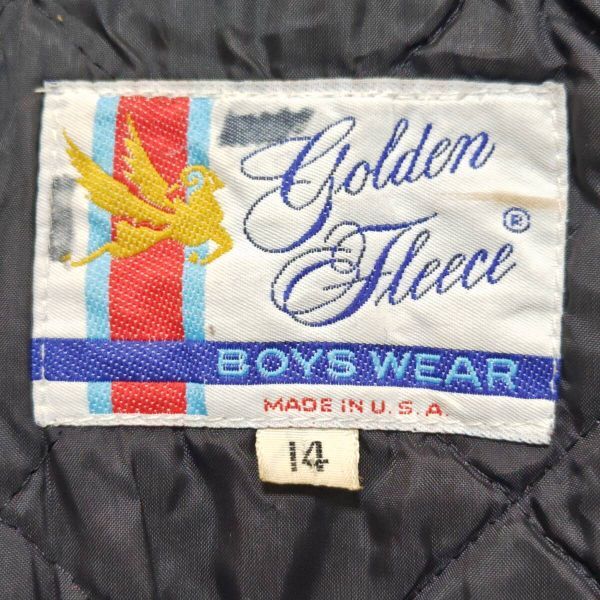 Golden
Fleece ®
BOYS WEAR
MADE IN U.S.A.
14